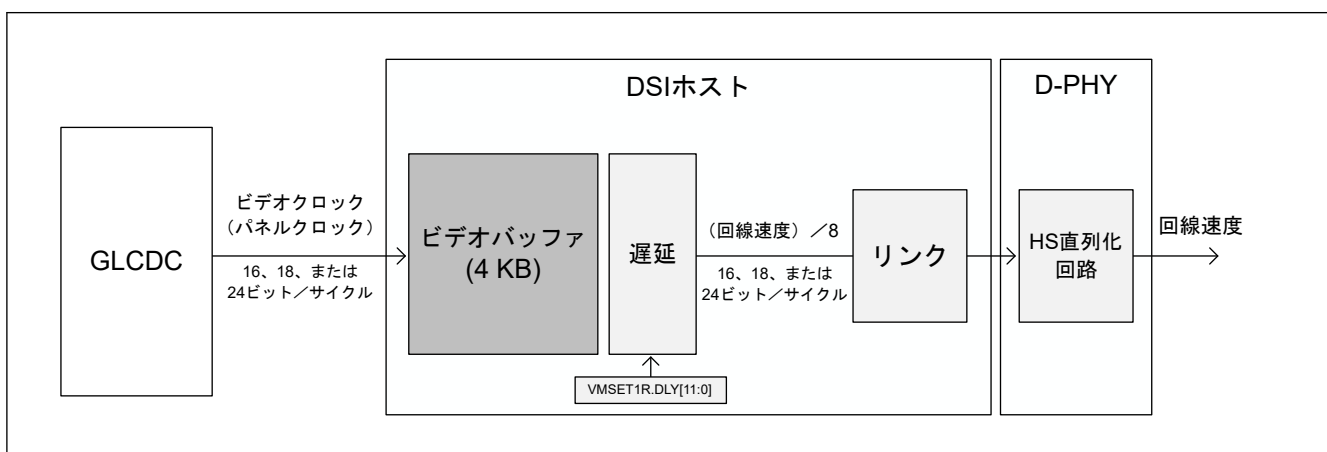 DSIホスト
D-PHY
GLCDC
ビデオクロック
(パネルクロック)
16、18、または
24ビット/サイクル
ビデオバッファ
(4 KB)
遅延
VMSET1R.DLY[11:0]
(回線速度)/8
16、18、または
24ビット/サイクル
リンク
HS直列化
回路
回線速度